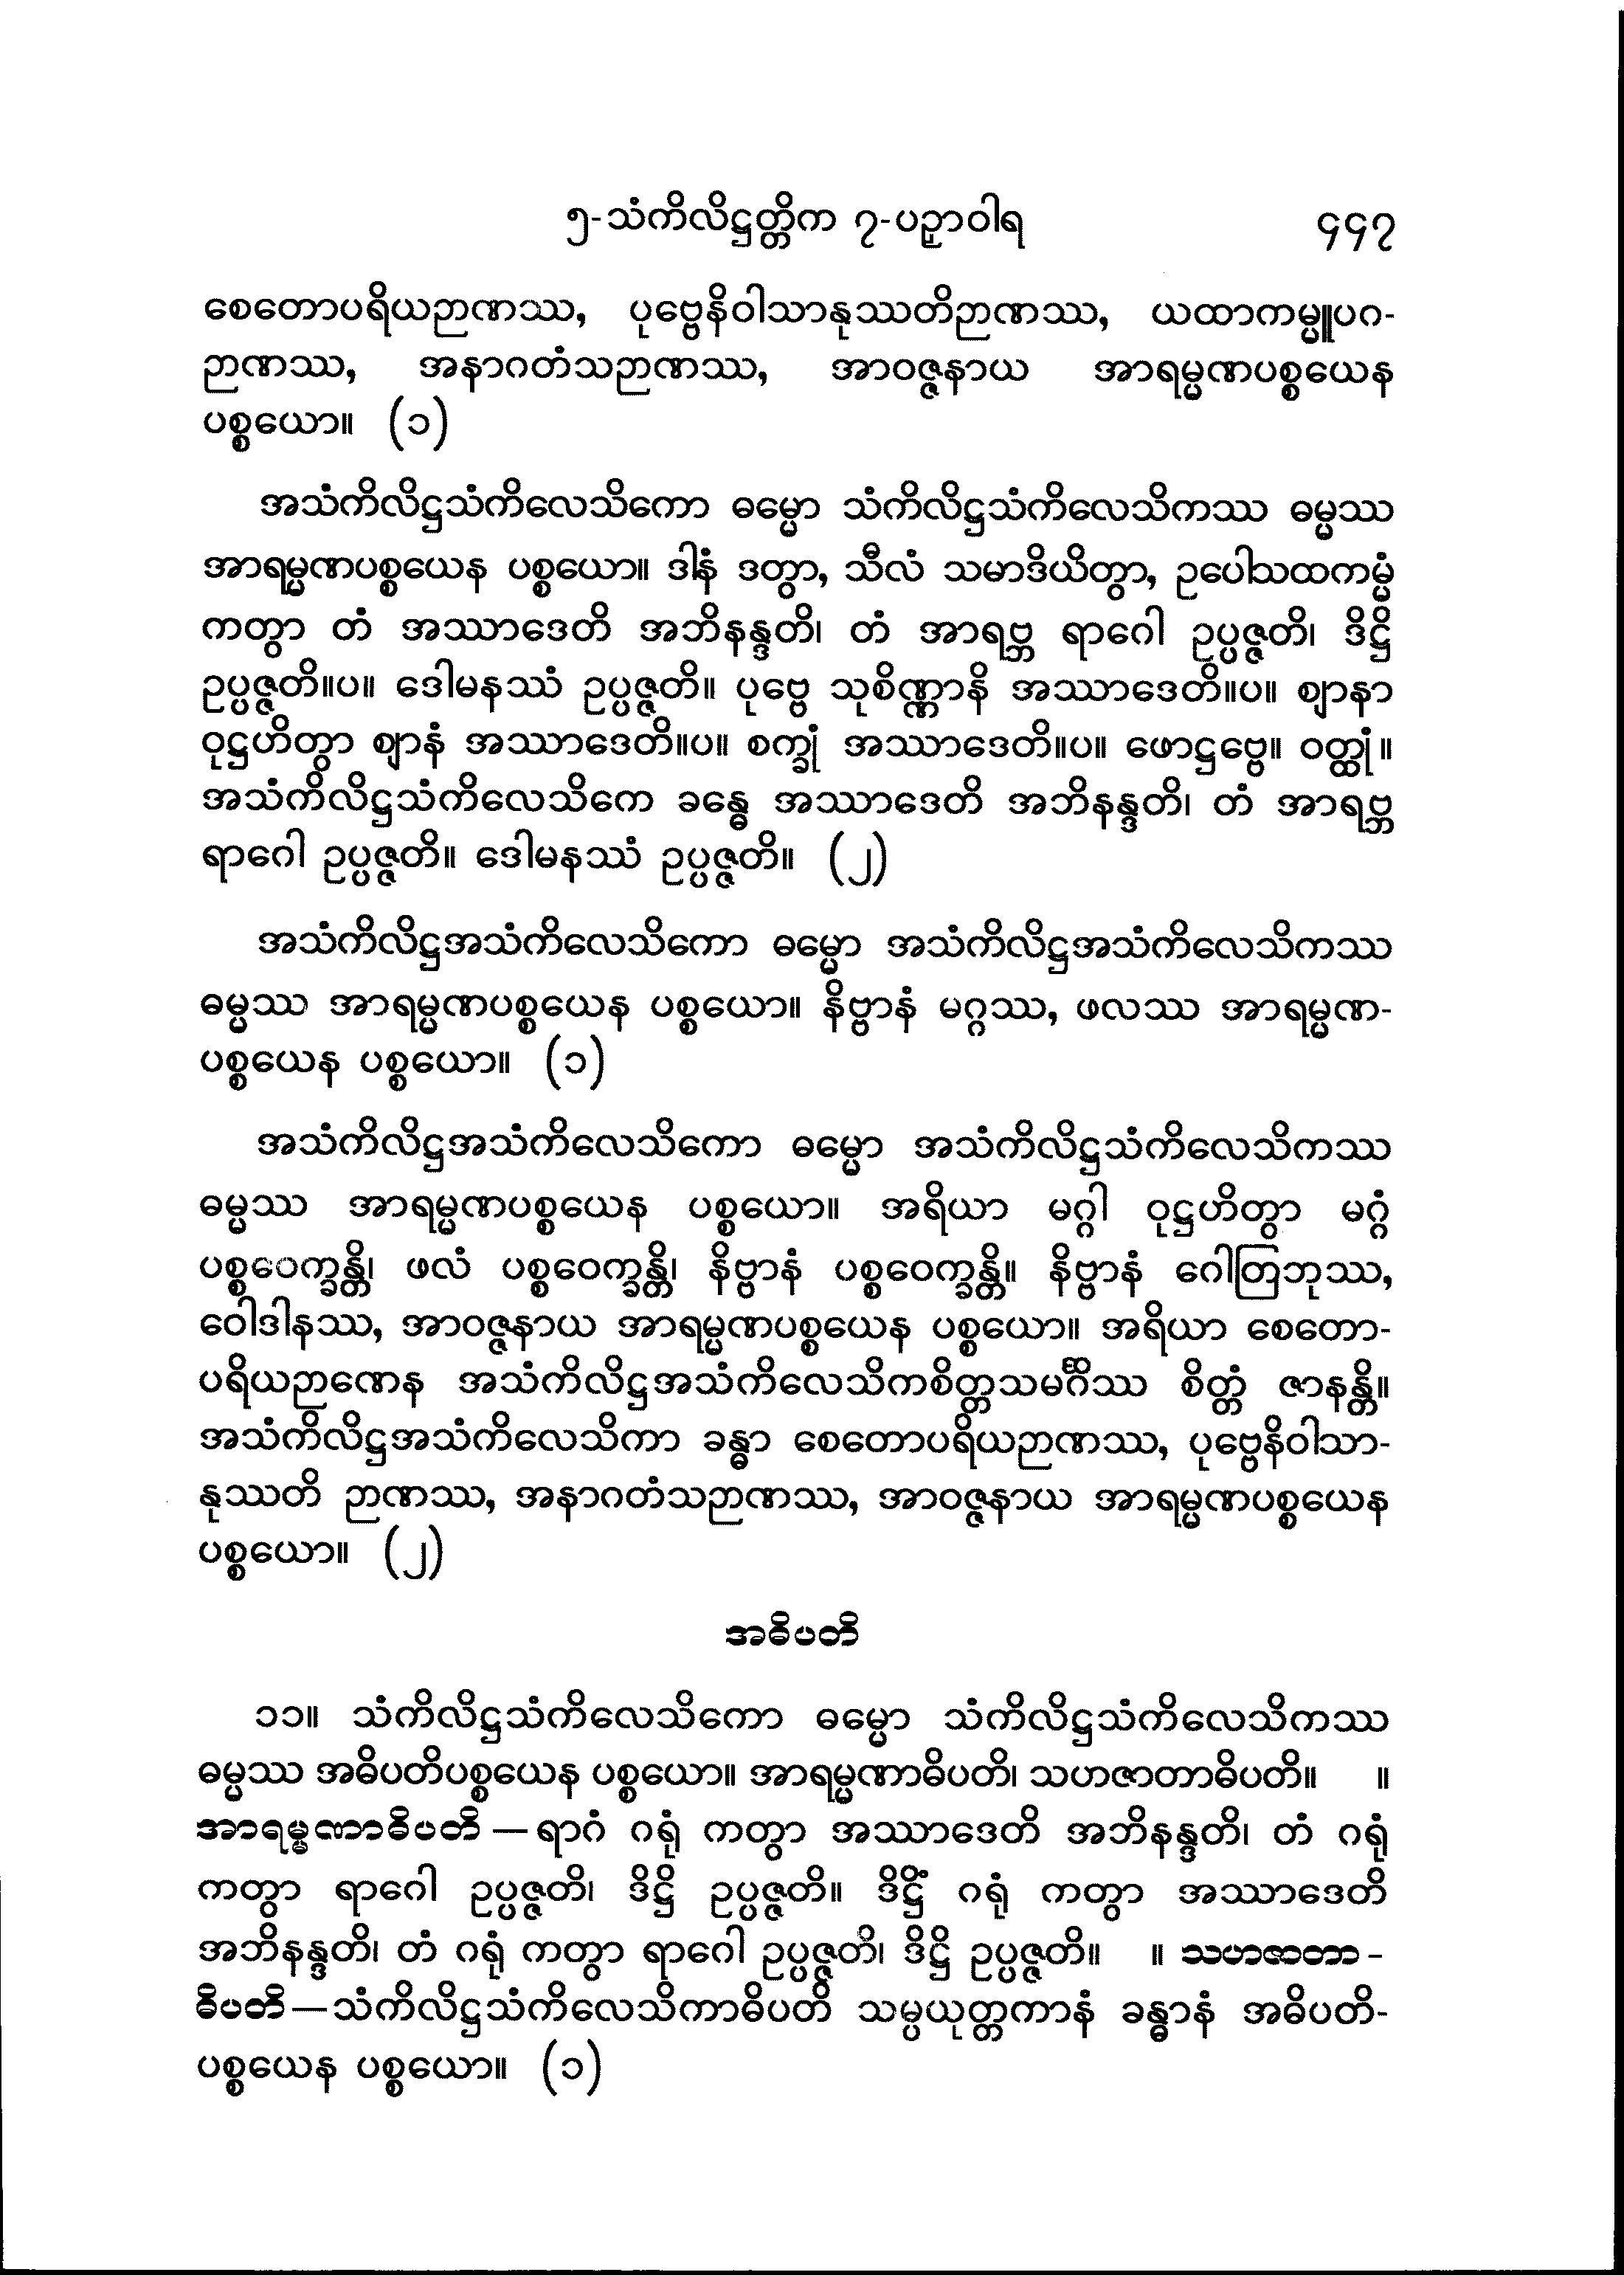 ၅-သံကိလိဋ္ဌတ္တိက ၇-ပဉှာဝါရ ၄၄၇
စေတောပရိယဉာဏဿ, ပုဗ္ဗေနိဝါသာနုဿတိဉာဏဿ, ယထာကမ္မူပဂ-
ဉာဏဿ, အနာဂတံသဉာဏဿ, အာဝဇ္ဇနာယ အာရမ္မဏပစ္စယေန
ပစ္စယော။ (၁)
အသံကိလိဋ္ဌသံကိလေသိကော ဓမ္မော သံကိလိဋ္ဌသံကိလေသိကဿ ဓမ္မဿ
အာရမ္မဏပစ္စယေန ပစ္စယော။ ဒါနံ ဒတွာ, သီလံ သမာဒိယိတွာ, ဥပေါသထကမ္မံ
ကတွာ တံ အဿာဒေတိ အဘိနန္ဒတိ၊ တံ အာရဗ္ဘ ရာဂေါ ဥပ္ပဇ္ဇတိ၊ ဒိဋ္ဌိ
ဥပ္ပဇ္ဇတိ။ပ။ ဒေါမနဿံ ဥပ္ပဇ္ဇတိ။ ပုဗ္ဗေ သုစိဏ္ဏာနိ အဿာဒေတိ။ပ။ ဈာနာ
ဝုဋ္ဌဟိတွာ ဈာနံ အဿာဒေတိ။ပ။ စက္ခုံ အဿာဒေတိ။ပ။ ဖောဋ္ဌဗ္ဗေ။ ဝတ္ထုံ။
အသံကိလိဋ္ဌသံကိလေသိကေ ခန္ဓေ အဿာဒေတိ အဘိနန္ဒတိ၊ တံ အာရဗ္ဘ
ရာဂေါ ဥပ္ပဇ္ဇတိ။ ဒေါမနဿံ ဥပ္ပဇ္ဇတိ။ (၂)
အသံကိလိဋ္ဌအသံကိလေသိကော ဓမ္မော အသံကိလိဋ္ဌအသံကိလေသိကဿ
ဓမ္မဿ အာရမ္မဏပစ္စယေန ပစ္စယော။ နိဗ္ဗာနံ မဂ္ဂဿ, ဖလဿ အာရမ္မဏ-
ပစ္စယေန ပစ္စယော။ (၁)
အသံကိလိဋ္ဌအသံကိလေသိကော ဓမ္မော အသံကိလိဋ္ဌသံကိလေသိကဿ
ဓမ္မဿ အာရမ္မဏပစ္စယေန ပစ္စယော။ အရိယာ မဂ္ဂါ ဝုဋ္ဌဟိတွာ မဂ္ဂံ
ပစ္စဝေက္ခန္တိ၊ ဖလံ ပစ္စဝေက္ခန္တိ၊ နိဗ္ဗာနံ ပစ္စဝေက္ခန္တိ။ နိဗ္ဗာနံ ဂေါတြဘုဿ,
ဝေါဒါနဿ, အာဝဇ္ဇနာယ အာရမ္မဏပစ္စယေန ပစ္စယော။ အရိယာ စေတော-
ပရိယဉာဏေန အသံကိလိဋ္ဌအသံကိလေသိကစိတ္တသမင်္ဂိဿ စိတ္တံ ဇာနန္တိ။
အသံကိလိဋ္ဌအသံကိလေသိကာ ခန္ဓာ စေတောပရိယဉာဏဿ, ပုဗ္ဗေနိဝါသာ-
နုဿတိ ဉာဏဿ, အနာဂတံသဉာဏဿ, အာဝဇ္ဇနာယ အာရမ္မဏပစ္စယေန
ပစ္စယော။ (၂)
အဓိပတိ
၁၁။ သံကိလိဋ္ဌသံကိလေသိကော ဓမ္မော သံကိလိဋ္ဌသံကိလေသိကဿ
ဓမ္မဿ အဓိပတိပစ္စယေန ပစ္စယော။ အာရမ္မဏာဓိပတိ၊ သဟဇာတာဓိပတိ။ ။
အာရမ္မဏာဓိပတိ — ရာဂံ ဂရုံ ကတွာ အဿာဒေတိ အဘိနန္ဒတိ၊ တံ ဂရုံ
ကတွာ ရာဂေါ ဥပ္ပဇ္ဇတိ၊ ဒိဋ္ဌိ ဥပ္ပဇ္ဇတိ။ ဒိဋ္ဌိံ ဂရုံ ကတွာ အဿာဒေတိ
အဘိနန္ဒတိ၊ တံ ဂရုံ ကတွာ ရာဂေါ ဥပ္ပဇ္ဇတိ၊ ဒိဋ္ဌိ ဥပ္ပဇ္ဇတိ။ ။ သဟဇာတာ-
ဓိပတိ — သံကိလိဋ္ဌသံကိလေသိကာဓိပတိ သမ္ပယုတ္တကာနံ ခန္ဓာနံ အဓိပတိ-
ပစ္စယေန ပစ္စယော။ (၁)